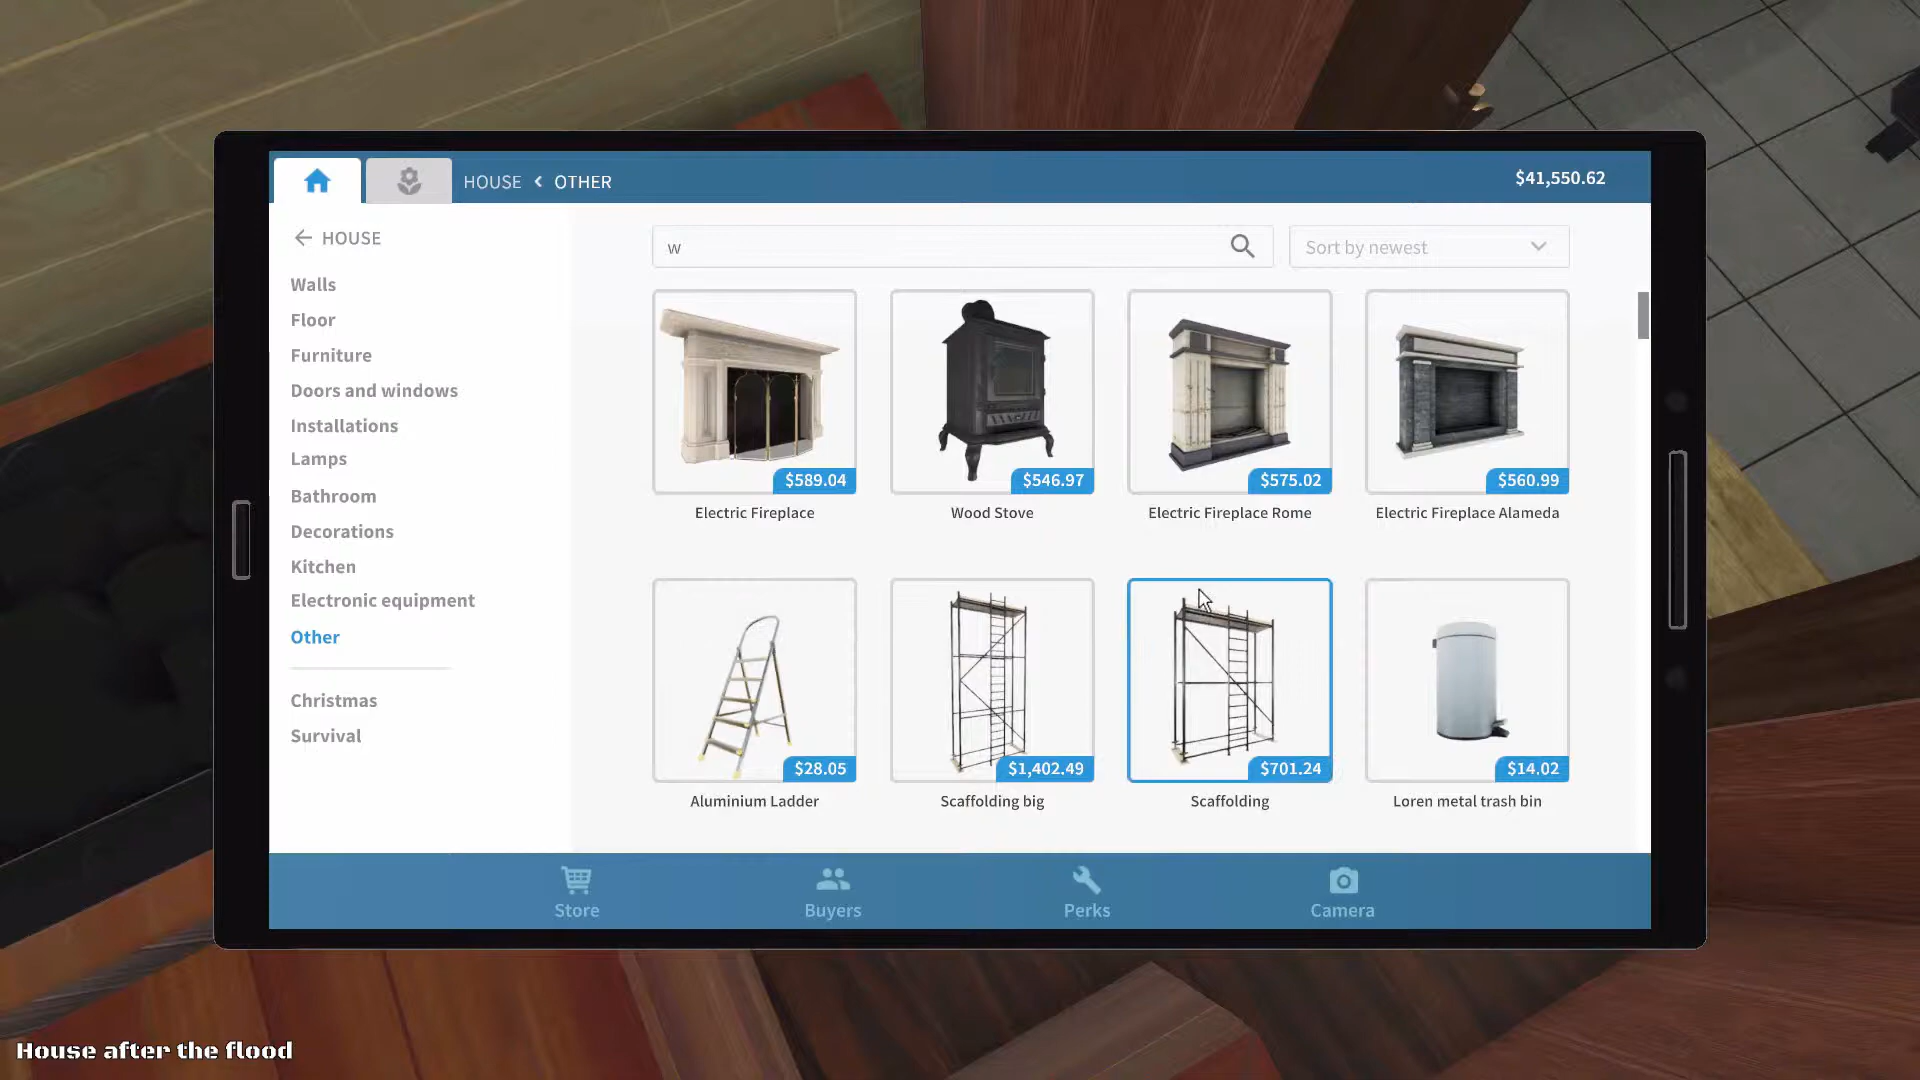 HOUSE < OTHER
$41,550.62
HOUSE
w
Sort by newest
Walls
Floor
Furniture
Doors and windows
Installations
Lamps
Bathroom
Decorations
Kitchen
Electronic equipment
Other
Christmas
Survival
$589.04
$546.97
$575.02
$560.99
Electric Fireplace
Wood Stove
Electric Fireplace Rome
Electric Fireplace Alameda
$28.05
$1,402.49
$701.24
$14.02
Aluminium Ladder
Scaffolding big
Scaffolding
Loren metal trash bin
Store
Buyers
Perks
Camera
House after the flood